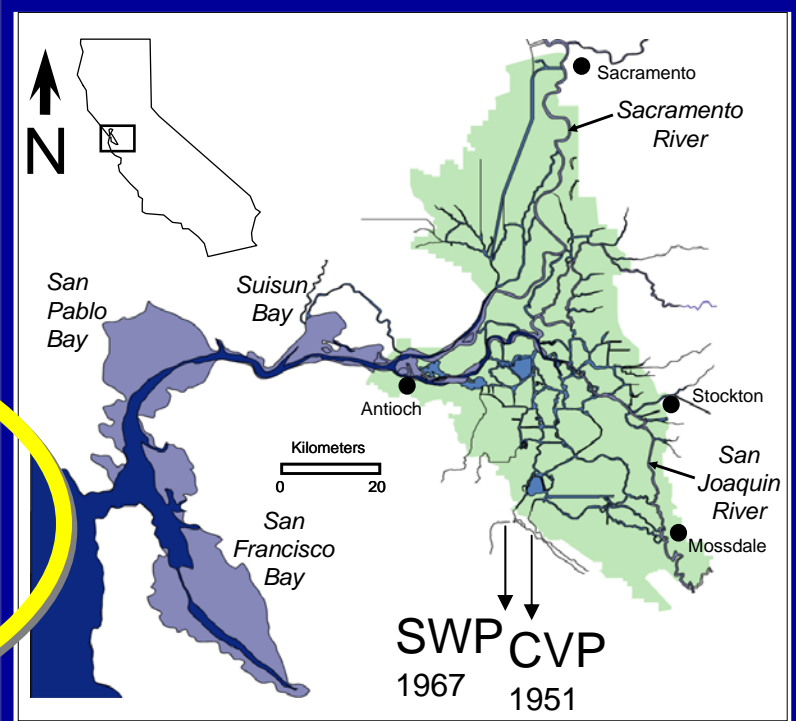 N
Sacramento
Sacramento
River
San
Pablo
Bay
Suisun
Bay
Antioch
Stockton
Kilometers
0 20
San
Joaquin
River
San
Francisco
Bay
Mossdale
SWP
1967
CVP
1951